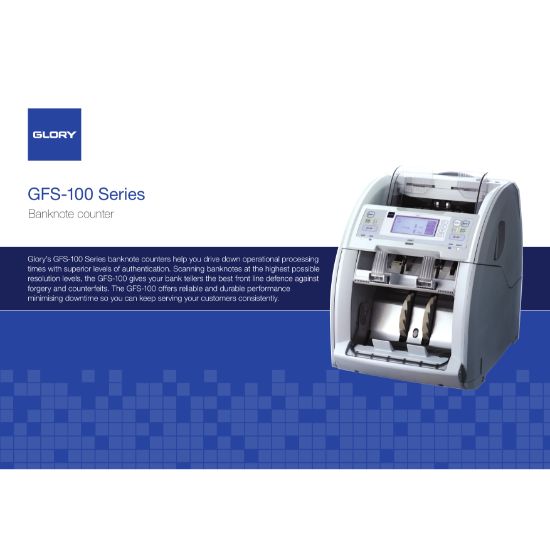 GLORY
GFS-100 Series
Banknote counter
Glory's GFS-100 Series banknote counters help you drive down operational processing
times with superior levels of authentication. Scanning banknotes at the highest possible
resolution levels, the GFS-100 gives your bank tellers the best front line defence against
forgery and counterfeits. The GFS-100 offers reliable and durable performance
minimising downtime so you can keep serving your customers consistently.